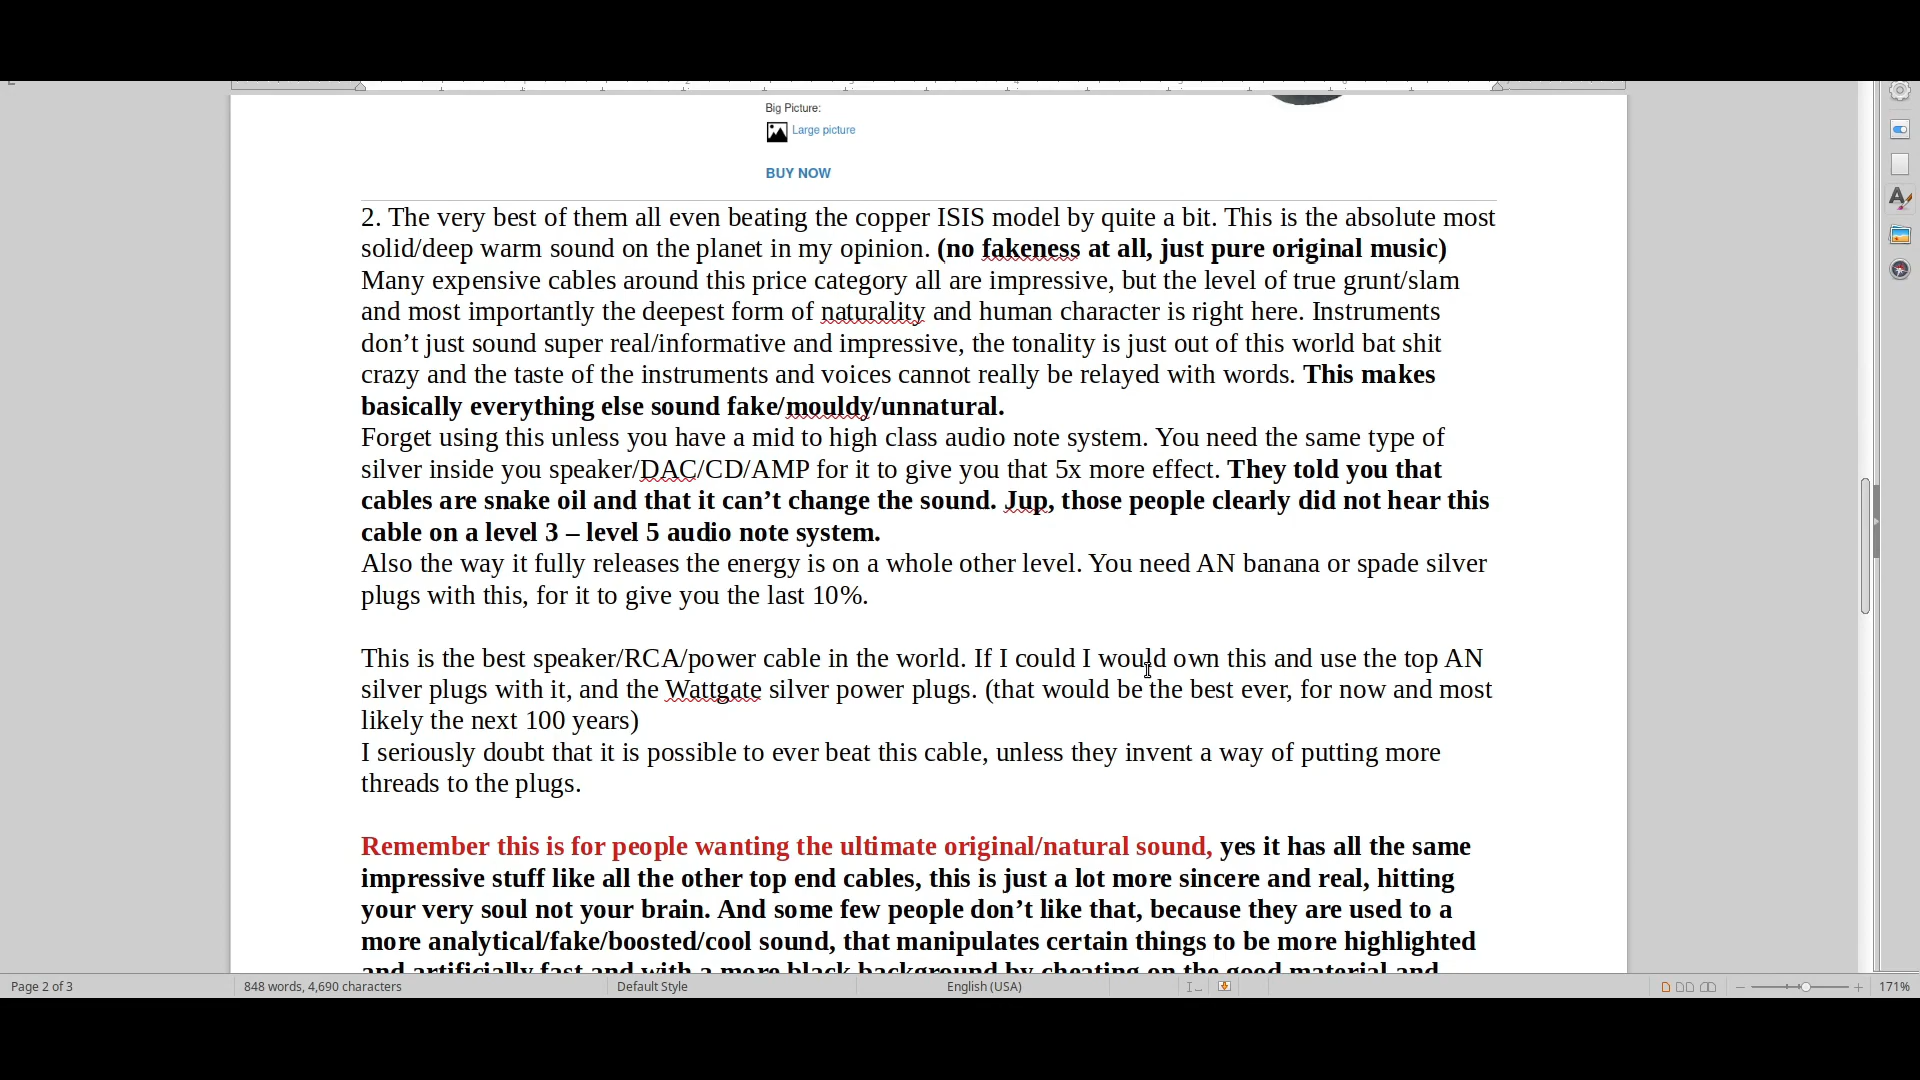 Big Picture:
Large picture
BUY NOW
2. The very best of them all even beating the copper ISIS model by quite a bit. This is the absolute most
solid/deep warm sound on the planet in my opinion. (no fakeness at all, just pure original music)
Many expensive cables around this price category all are impressive, but the level of true grunt/slam
and most importantly the deepest form of naturality and human character is right here. Instruments
don’t just sound super real/informative and impressive, the tonality is just out of this world bat shit
crazy and the taste of the instruments and voices cannot really be relayed with words. This makes
basically everything else sound fake/mouldy/unnatural.
Forget using this unless you have a mid to high class audio note system. You need the same type of
silver inside you speaker/DAC/CD/AMP for it to give you that 5x more effect. They told you that
cables are snake oil and that it can’t change the sound. Jup, those people clearly did not hear this
cable on a level 3 – level 5 audio note system.
Also the way it fully releases the energy is on a whole other level. You need AN banana or spade silver
plugs with this, for it to give you the last 10%.
This is the best speaker/RCA/power cable in the world. If I could I would own this and use the top AN
silver plugs with it, and the Wattgate silver power plugs. (that would be the best ever, for now and most
likely the next 100 years)
I seriously doubt that it is possible to ever beat this cable, unless they invent a way of putting more
threads to the plugs.
Remember this is for people wanting the ultimate original/natural sound, yes it has all the same
impressive stuff like all the other top end cables, this is just a lot more sincere and real, hitting
your very soul not your brain. And some few people don’t like that, because they are used to a
more analytical/fake/boosted/cool sound, that manipulates certain things to be more highlighted
and artificially fast and with a more black background by cheating on the good material and
Page 2 of 3
848 words, 4,690 characters
Default Style
English (USA)
171%